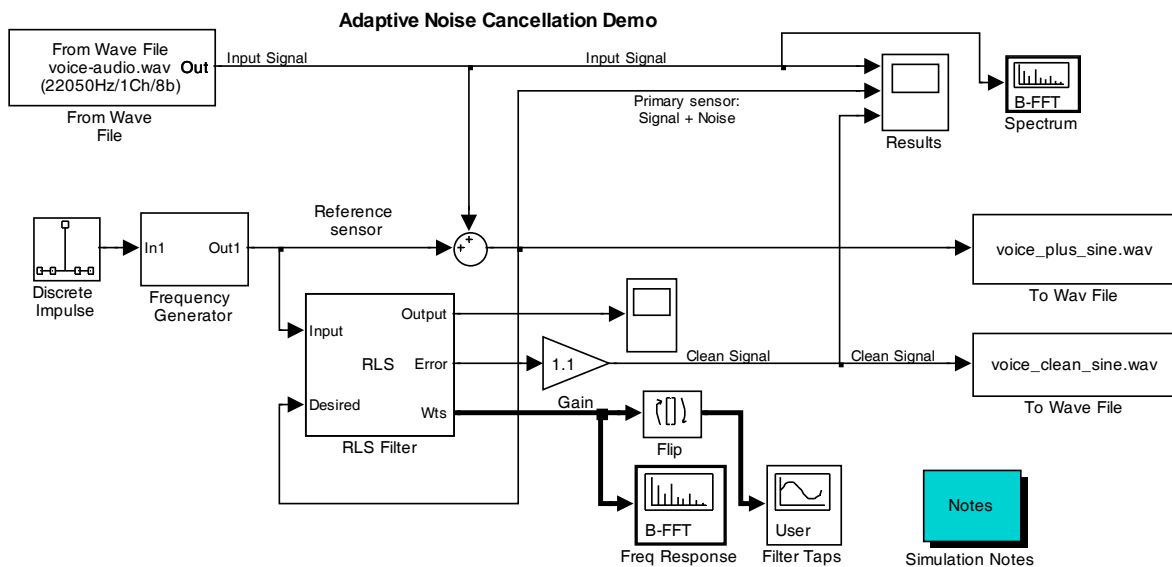 Adaptive Noise Cancellation Demo
From Wave File
voice-audio.wav
(22050Hz/1Ch/8b)
Out
From Wave
File
Input Signal
Input Signal
Primary sensor:
Signal + Noise
Results
B-FFT
Spectrum
Discrete
Impulse
In1
Out1
Frequency
Generator
Reference
sensor
+
+
voice_plus_sine.wav
To Wav File
Input
Desired
RLS
Output
Error
Wts
RLS Filter
1.1
Gain
Clean Signal
Clean Signal
voice_clean_sine.wav
To Wave File
Flip
B-FFT
Freq Response
User
Filter Taps
Notes
Simulation Notes